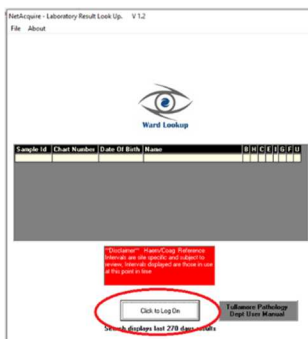 NetAcquire - Laboratory Result Look Up. V 1.2
File About
Ward Lookup
Sample Id Chart Number Date Of Birth Name B H C E I G F U
**Disclaimer** Haem/Coag Reference
Intervals are site specific and subject to
review, Intervals displayed are those in use
at this point in time
Click to Log On
Tullamore Pathology
Dept User Manual
Search displays last 270 days results